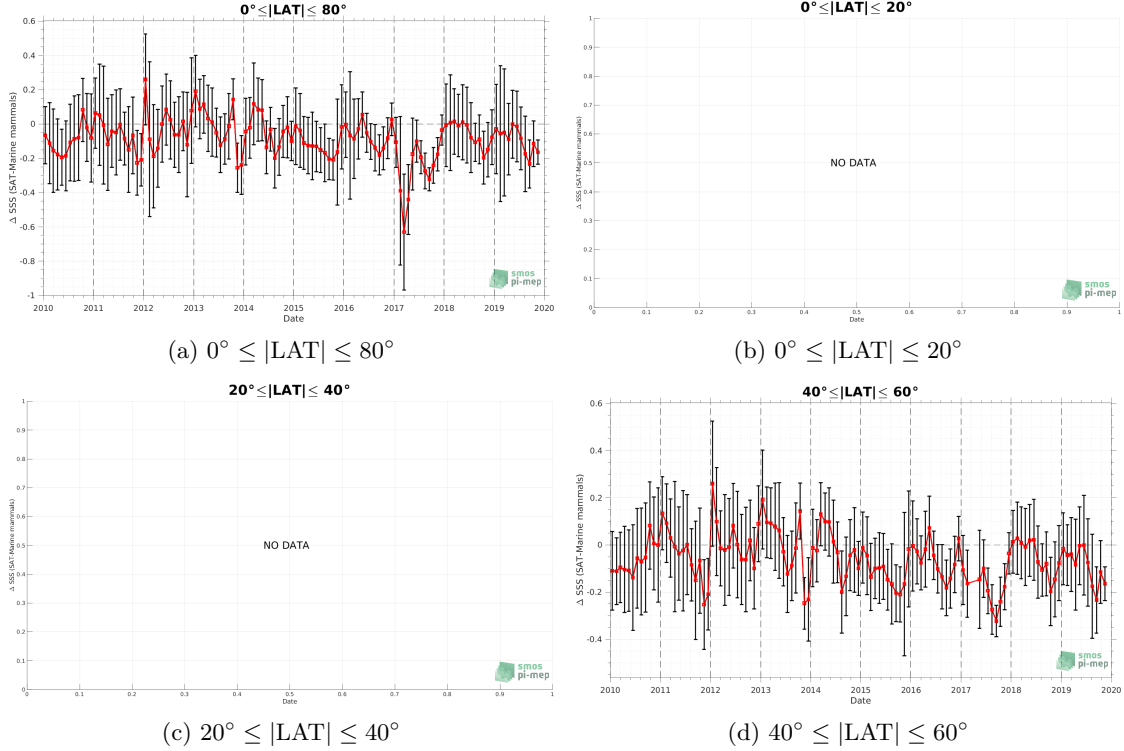 0°≤|LAT|≤ 80°
0.6
0.4
0.2
0
-0.2
-0.4
-0.6
-0.8
-1
Δ SSS (SAT-Marine mammals)
2010 2011 2012 2013 2014 2015 2016 2017 2018 2019 2020
Date
smos
pi-mep
(a) 0° ≤ |LAT| ≤ 80°
0°≤|LAT|≤ 20°
1
0.9
0.8
0.7
0.6
0.5
0.4
0.3
0.2
0.1
0
Δ SSS (SAT-Marine mammals)
NO DATA
0 0.1 0.2 0.3 0.4 0.5 0.6 0.7 0.8 0.9 1
Date
smos
pi-mep
(b) 0° ≤ |LAT| ≤ 20°
20°≤|LAT|≤ 40°
1
0.9
0.8
0.7
0.6
0.5
0.4
0.3
0.2
0.1
0
Δ SSS (SAT-Marine mammals)
NO DATA
0 0.1 0.2 0.3 0.4 0.5 0.6 0.7 0.8 0.9 1
Date
smos
pi-mep
(c) 20° ≤ |LAT| ≤ 40°
40°≤|LAT|≤ 60°
0.6
0.4
0.2
0
-0.2
-0.4
Δ SSS (SAT-Marine mammals)
2010 2011 2012 2013 2014 2015 2016 2017 2018 2019 2020
Date
smos
pi-mep
(d) 40° ≤ |LAT| ≤ 60°